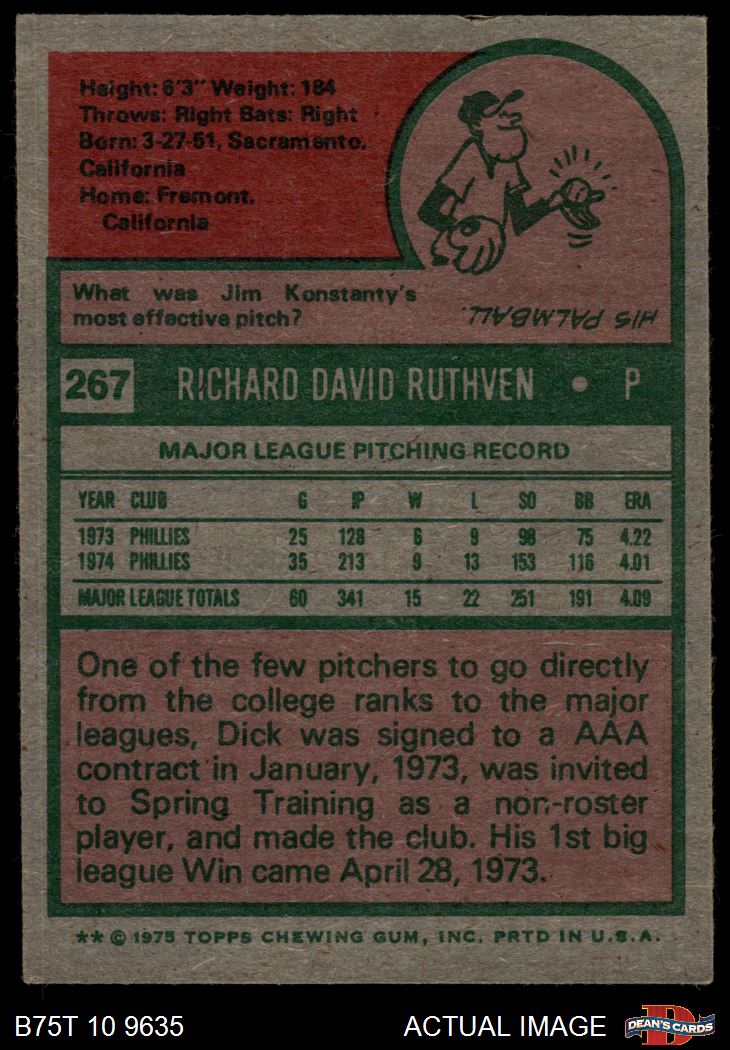 Height: 6'3" Weight: 184
Throws: Right Bats: Right
Born: 3-27-51, Sacramento,
California
Home: Fremont,
California
What was Jim Konstanty's
most effective pitch?
HIS PALMBALL.
267 RICHARD DAVID RUTHVEN • P
MAJOR LEAGUE PITCHING RECORD
YEAR CLUB G IP W L SO BB ERA
1973 PHILLIES 25 128 6 9 98 75 4.22
1974 PHILLIES 35 213 9 13 153 116 4.01
MAJOR LEAGUE TOTALS 60 341 15 22 251 191 4.09
One of the few pitchers to go directly
from the college ranks to the major
leagues, Dick was signed to a AAA
contract in January, 1973, was invited
to Spring Training as a non-roster
player, and made the club. His 1st big
league Win came April 28, 1973.
** © 1975 TOPPS CHEWING GUM, INC. PRTD IN U.S.A.
B75T 10 9635 ACTUAL IMAGE
D
DEAN'S CARDS